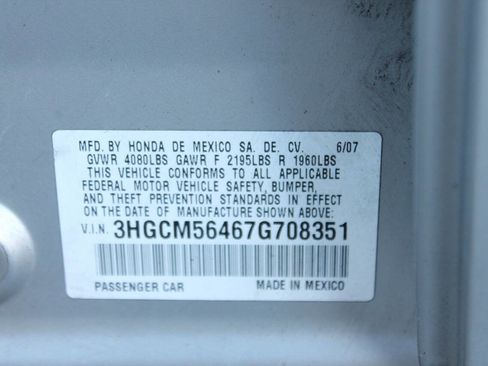 MFD. BY HONDA DE MEXICO SA. DE. CV. 6/07
GVWR 4080LBS GAWR F 2195LBS R 1960LBS
THIS VEHICLE CONFORMS TO ALL APPLICABLE
FEDERAL MOTOR VEHICLE SAFETY, BUMPER,
AND THEFT PREVENTION STANDARDS IN EFFECT
ON THE DATE OF MANUFACTURE SHOWN ABOVE:
V.I.N. 3HGCM56467G708351
PASSENGER CAR MADE IN MEXICO